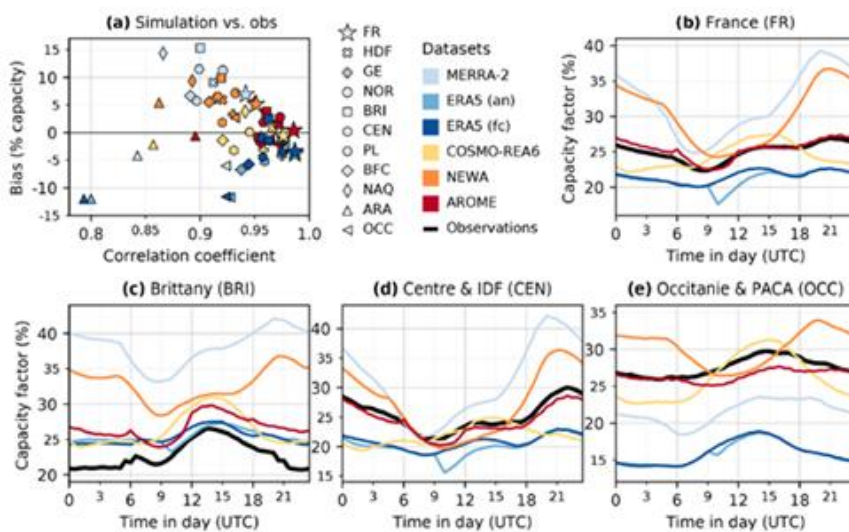 (a) Simulation vs. obs
Bias (% capacity)
15
10
5
0
-5
-10
-15
0.8
0.85
0.9
0.95
1.0
Correlation coefficient
FR
HDF
GE
NOR
BRI
CEN
PL
BFC
NAQ
ARA
OCC
Datasets
MERRA-2
ERA5 (an)
ERA5 (fc)
COSMO-REA6
NEWA
AROME
Observations
(b) France (FR)
Capacity factor (%)
40
35
30
25
20
0 3 6 9 12 15 18 21
Time in day (UTC)
(c) Brittany (BRI)
Capacity factor (%)
40
35
30
25
20
0 3 6 9 12 15 18 21
Time in day (UTC)
(d) Centre & IDF (CEN)
40
35
30
25
20
15
0 3 6 9 12 15 18 21
Time in day (UTC)
(e) Occitanie & PACA (OCC)
35
30
25
20
15
0 3 6 9 12 15 18 21
Time in day (UTC)